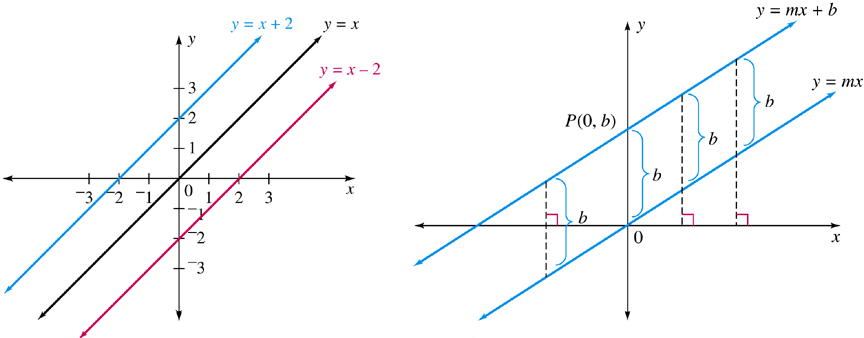 y = x + 2
y = x
y = x – 2
y
3
2
1
⁻3
⁻2
⁻1
0
1
2
3
x
⁻1
⁻2
⁻3
y = mx + b
y
y = mx
P(0, b)
b
b
b
b
b
0
x